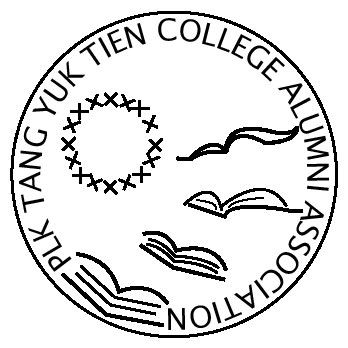 PLK TANG YUK TIEN COLLEGE ALUMNI ASSOCIATION